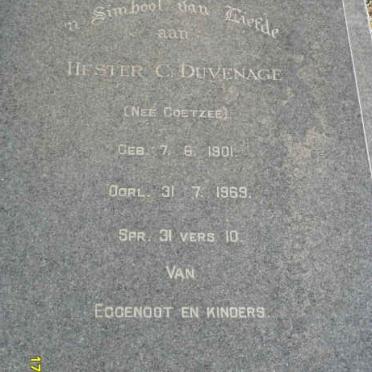 'n Simbool van Liefde
aan
HESTER C. DUVENAGE
(NEE COETZEE)
GEB. 7. 6. 1901.
OORL. 31 7. 1969.
SPR. 31 VERS 10.
VAN
EGGENOOT EN KINDERS.
17